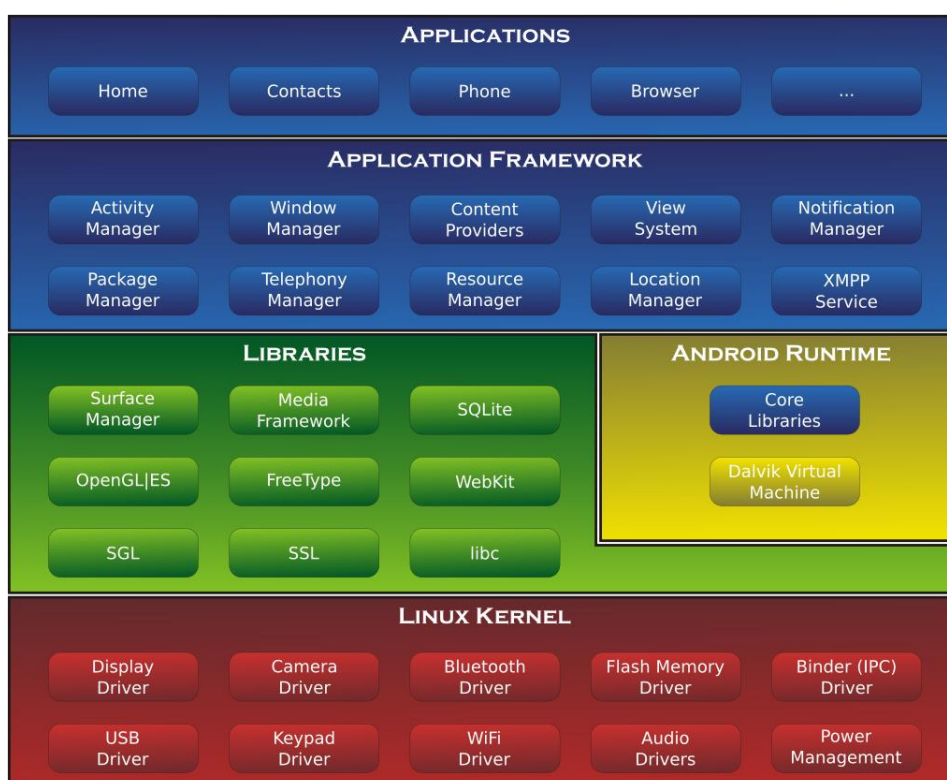 APPLICATIONS
Home
Contacts
Phone
Browser
...
APPLICATION FRAMEWORK
Activity
Manager
Window
Manager
Content
Providers
View
System
Notification
Manager
Package
Manager
Telephony
Manager
Resource
Manager
Location
Manager
XMPP
Service
LIBRARIES
Surface
Manager
Media
Framework
SQLite
OpenGL|ES
FreeType
WebKit
SGL
SSL
libc
ANDROID RUNTIME
Core
Libraries
Dalvik Virtual
Machine
LINUX KERNEL
Display
Driver
Camera
Driver
Bluetooth
Driver
Flash Memory
Driver
Binder (IPC)
Driver
USB
Driver
Keypad
Driver
WiFi
Driver
Audio
Drivers
Power
Management